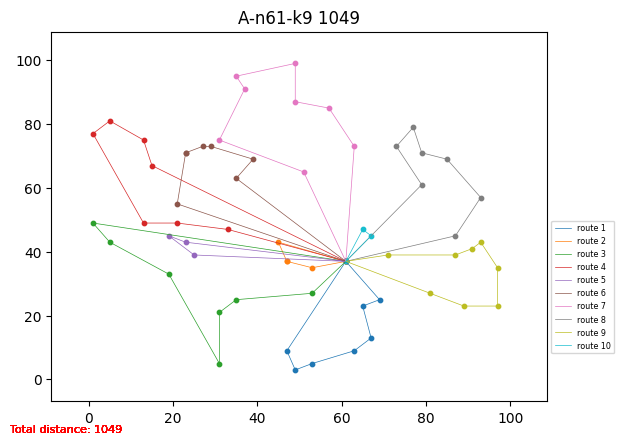 A-n61-k9 1049
100
80
60
40
20
0
0 20 40 60 80 100
route 1
route 2
route 3
route 4
route 5
route 6
route 7
route 8
route 9
route 10
Total distance: 1049